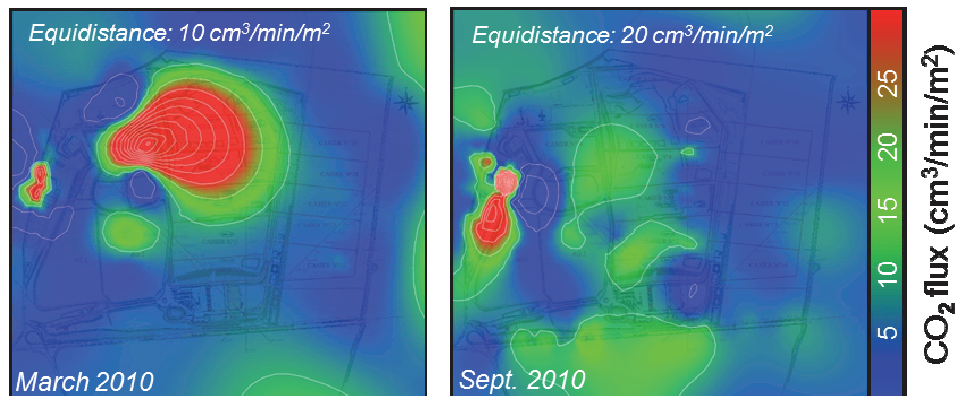 Equidistance: 10 cm³/min/m²
March 2010
Equidistance: 20 cm³/min/m²
Sept. 2010
25
20
15
10
5
CO₂ flux (cm³/min/m²)